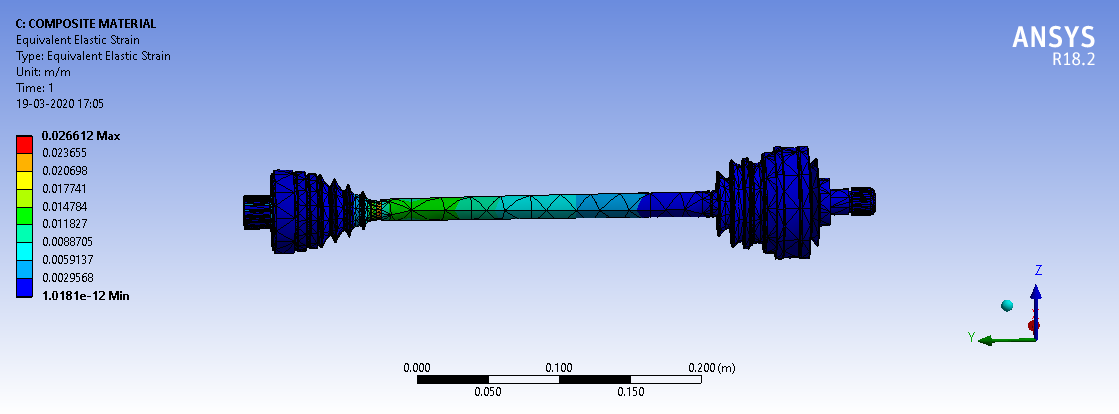 C: COMPOSITE MATERIAL
Equivalent Elastic Strain
Type: Equivalent Elastic Strain
Unit: m/m
Time: 1
19-03-2020 17:05
ANSYS
R18.2
0.026612 Max
0.023655
0.020698
0.017741
0.014784
0.011827
0.0088705
0.0059137
0.0029568
1.0181e-12 Min
Z
Y
0.000 0.100 0.200 (m)
0.050 0.150